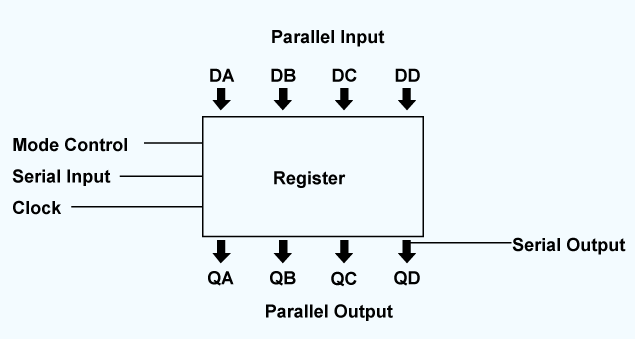 Parallel Input
DA DB DC DD
Mode Control
Serial Input
Register
Clock
Serial Output
QA QB QC QD
Parallel Output